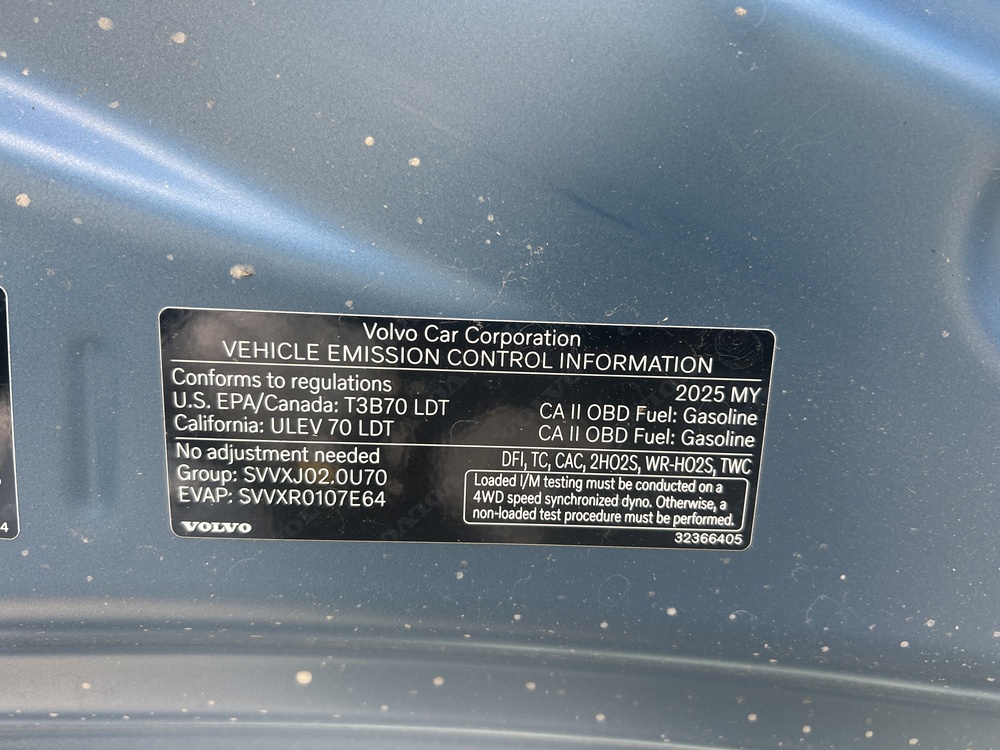 Volvo Car Corporation
VEHICLE EMISSION CONTROL INFORMATION
Conforms to regulations
2025 MY
U.S. EPA/Canada: T3B70 LDT
CA II OBD Fuel: Gasoline
California: ULEV 70 LDT
CA II OBD Fuel: Gasoline
No adjustment needed
DFI, TC, CAC, 2HO2S, WR-HO2S, TWC
Group: SVVXJ02.0U70
EVAP: SVVXR0107E64
Loaded I/M testing must be conducted on a
4WD speed synchronized dyno. Otherwise, a
non-loaded test procedure must be performed.
VOLVO
32366405
4